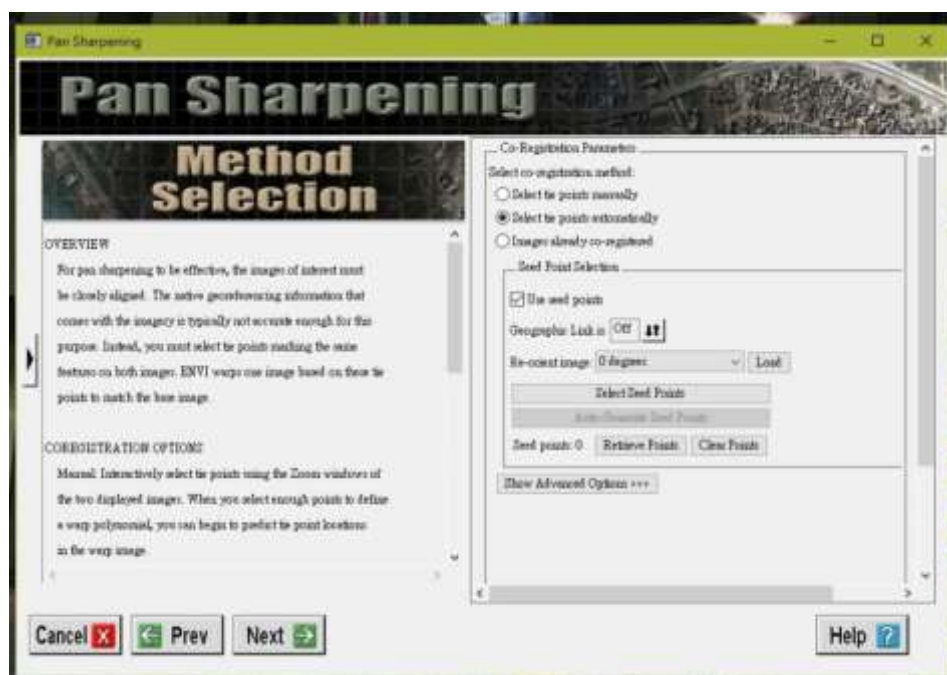 Pan Sharpening
Pan Sharpening
Method
Selection
OVERVIEW
For pan sharpening to be effective, the images of interest must
be closely aligned. The native georeferencing information that
comes with the imagery is typically not accurate enough for this
purpose. Instead, you must select tie points marking the same
features on both images. ENVI warps one image based on these tie
points to match the base image.
COREGISTRATION OPTIONS
Manual: Interactively select tie points using the Zoom windows of
the two displayed images. When you select enough points to define
a warp polynomial, you can begin to predict tie point locations
in the warp image.
Co-Registration Parameters
Select co-registration method:
Select tie points manually
Select tie points automatically
Images already co-registered
Seed Point Selection
Use seed points
Geographic Link is Off
Re-orient image 0 degrees Load
Select Seed Points
Auto-Generate Seed Points
Seed points: 0 Retrieve Points Clear Points
Show Advanced Options >>>
Cancel Prev Next Help